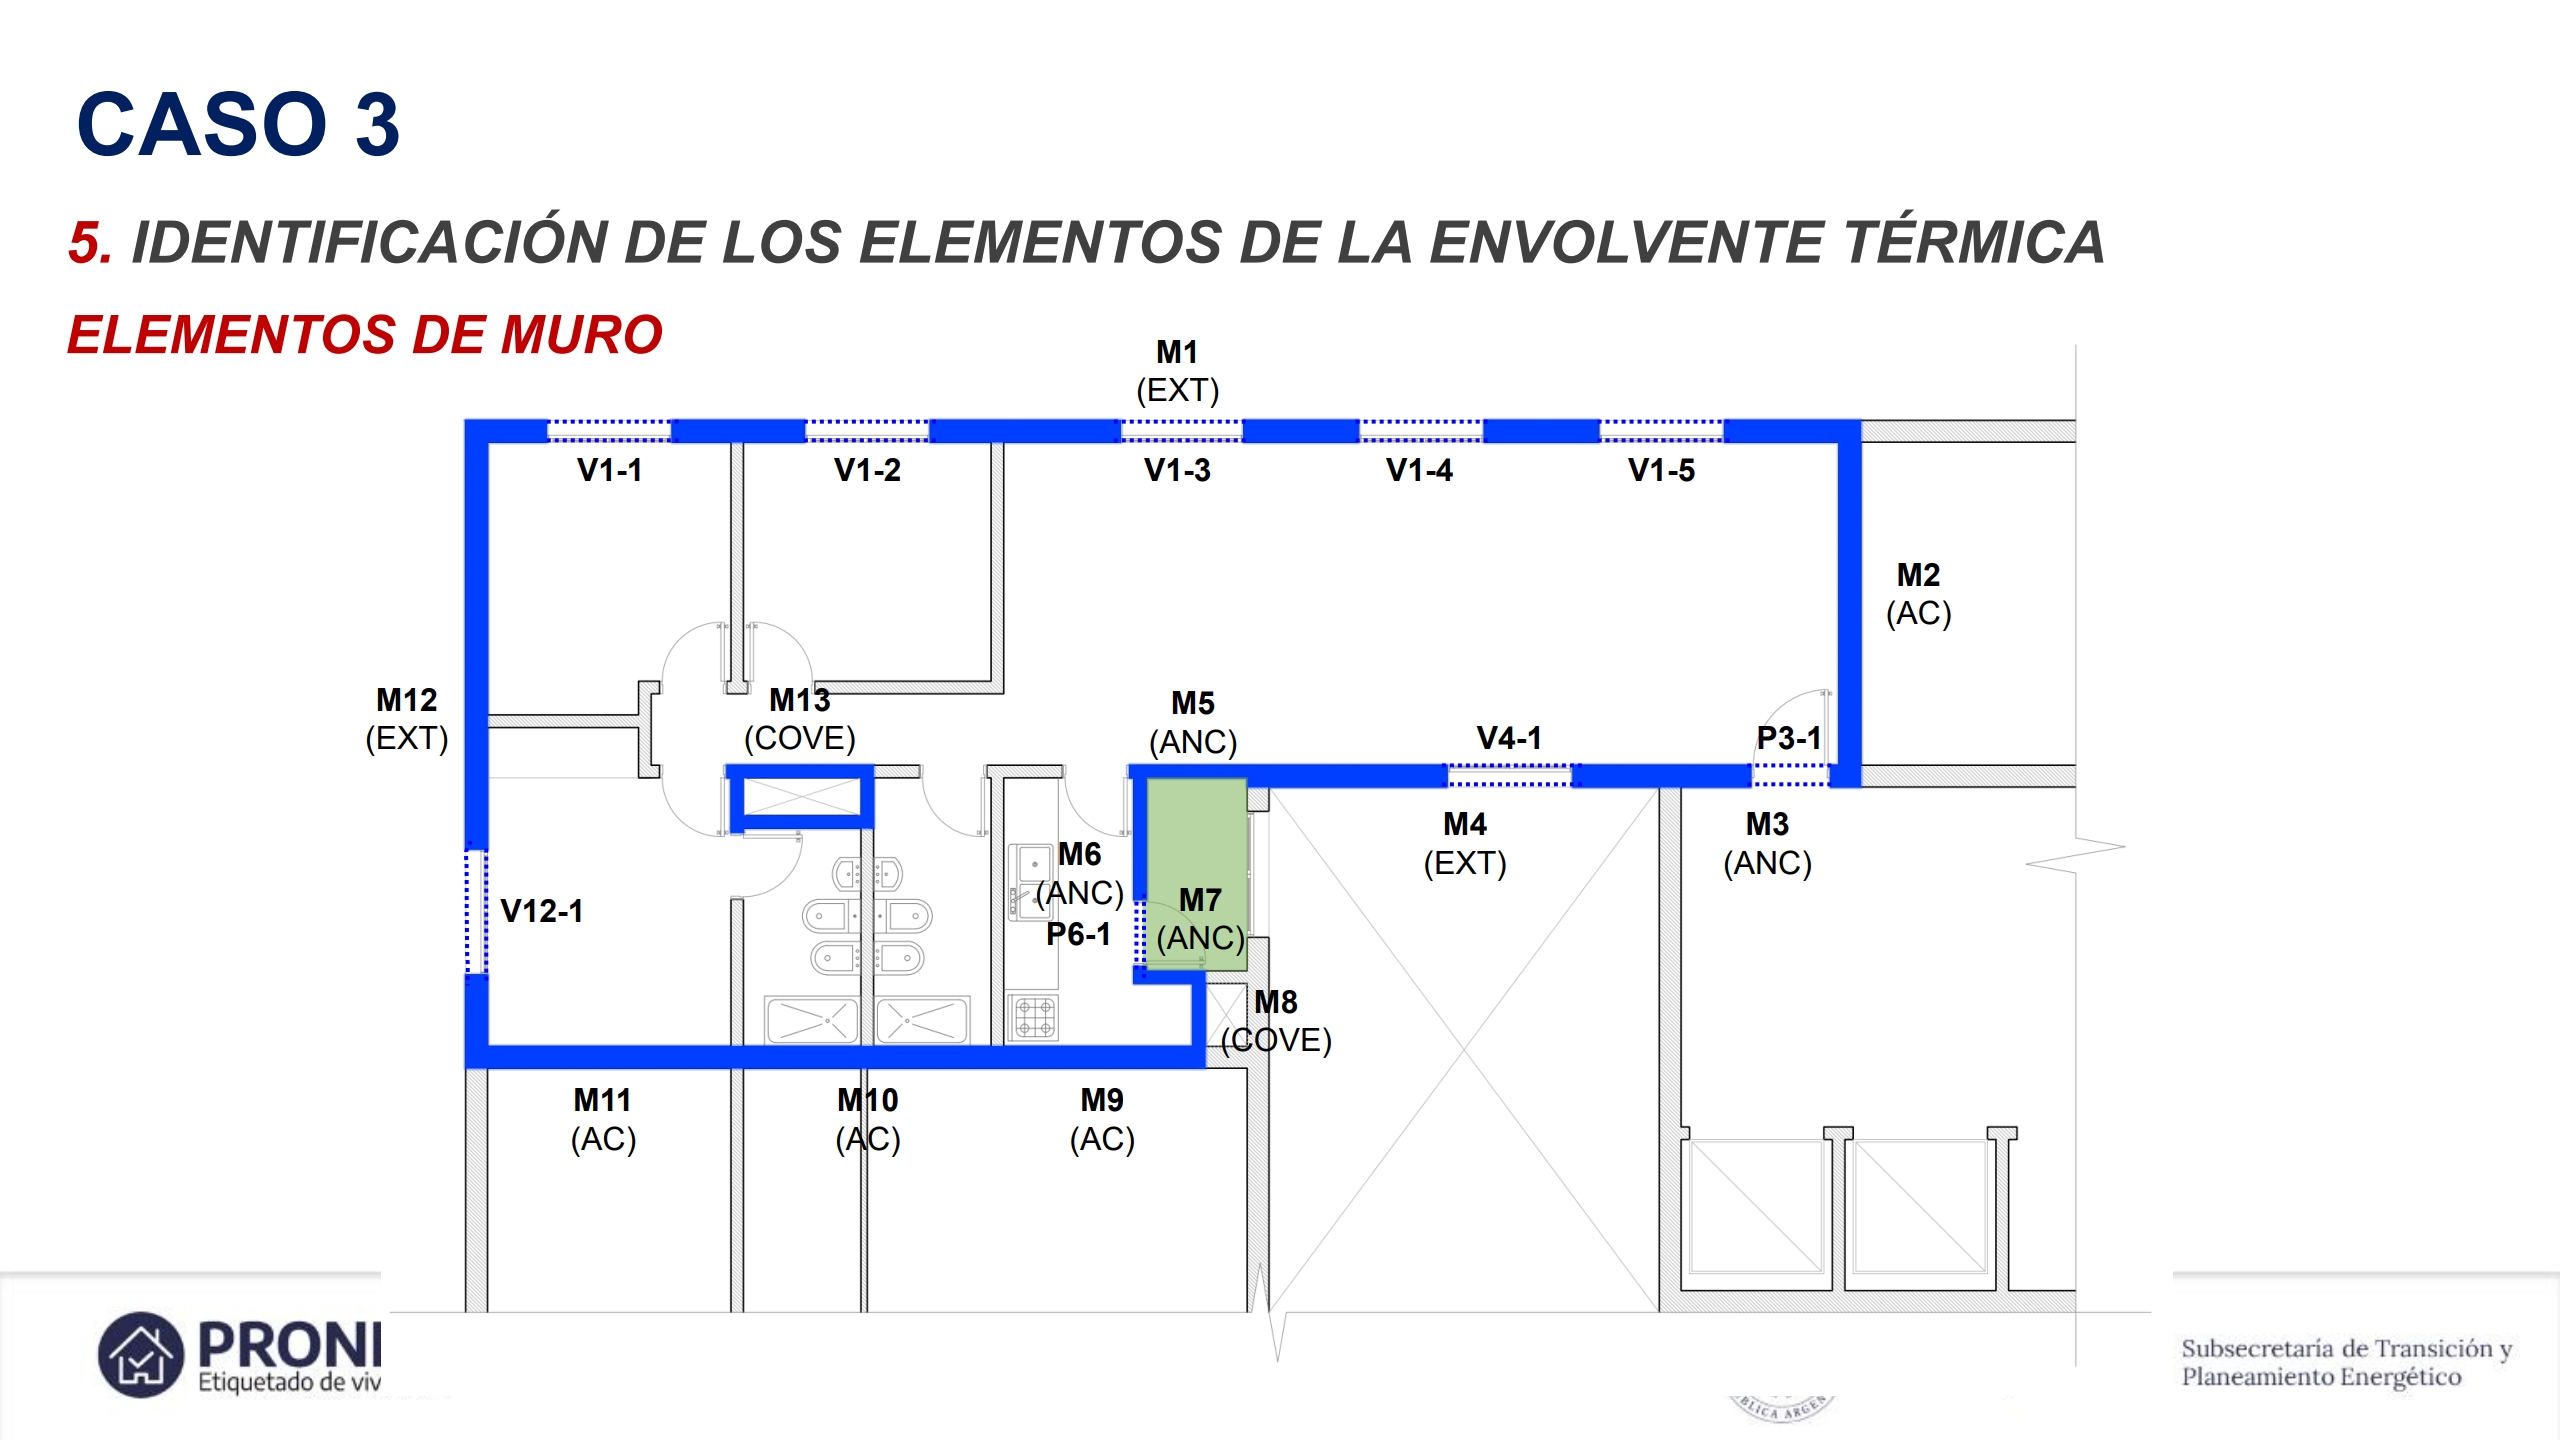 CASO 3
5. IDENTIFICACIÓN DE LOS ELEMENTOS DE LA ENVOLVENTE TÉRMICA
ELEMENTOS DE MURO
M1
(EXT)
V1-1
V1-2
V1-3
V1-4
V1-5
M2
(AC)
M12
(EXT)
M13
(COVE)
M5
(ANC)
V4-1
P3-1
M4
(EXT)
M3
(ANC)
M6
(ANC)
P6-1
M7
(ANC)
V12-1
M8
(COVE)
M11
(AC)
M10
(AC)
M9
(AC)
PRONE
Etiquetado de viv
Subsecretaría de Transición y
Planeamiento Energético
BLICA ARGEN